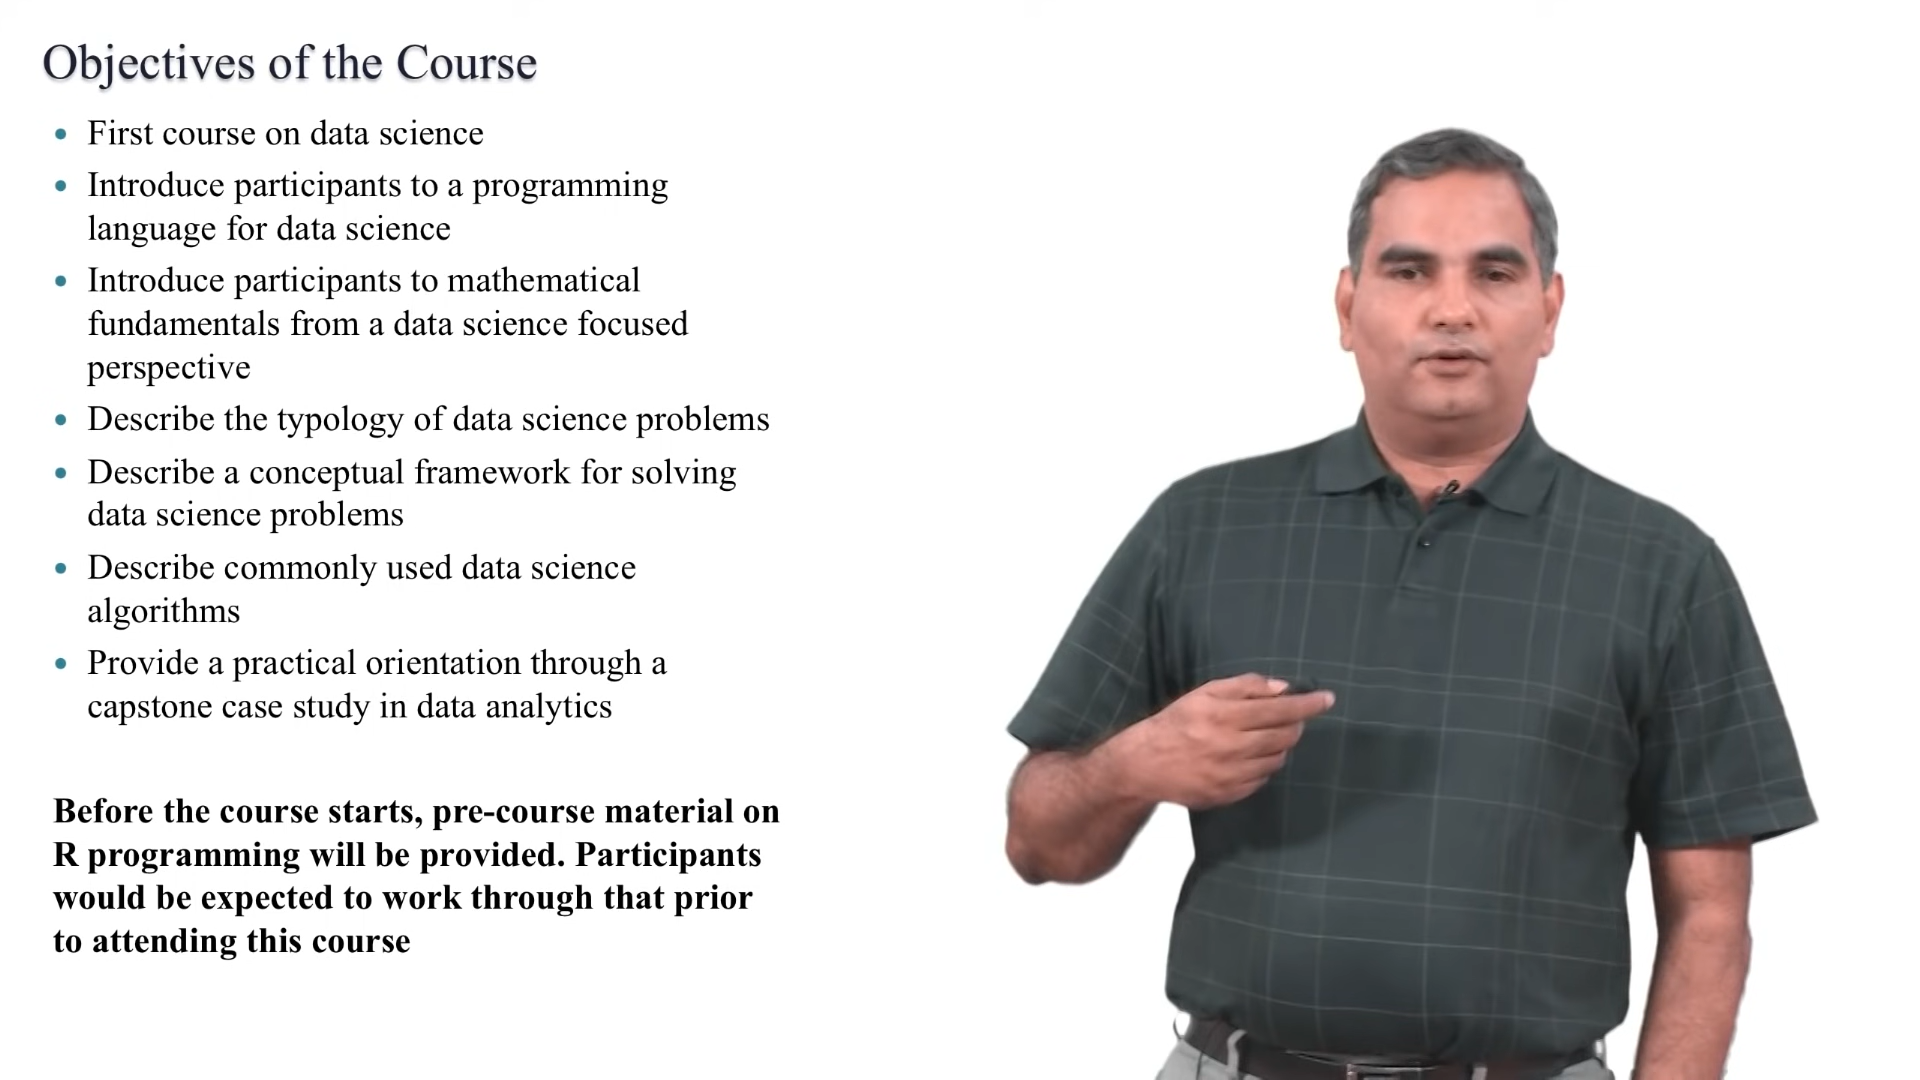 Objectives of the Course
• First course on data science
• Introduce participants to a programming
language for data science
• Introduce participants to mathematical
fundamentals from a data science focused
perspective
• Describe the typology of data science problems
• Describe a conceptual framework for solving
data science problems
• Describe commonly used data science
algorithms
• Provide a practical orientation through a
capstone case study in data analytics
Before the course starts, pre-course material on
R programming will be provided. Participants
would be expected to work through that prior
to attending this course